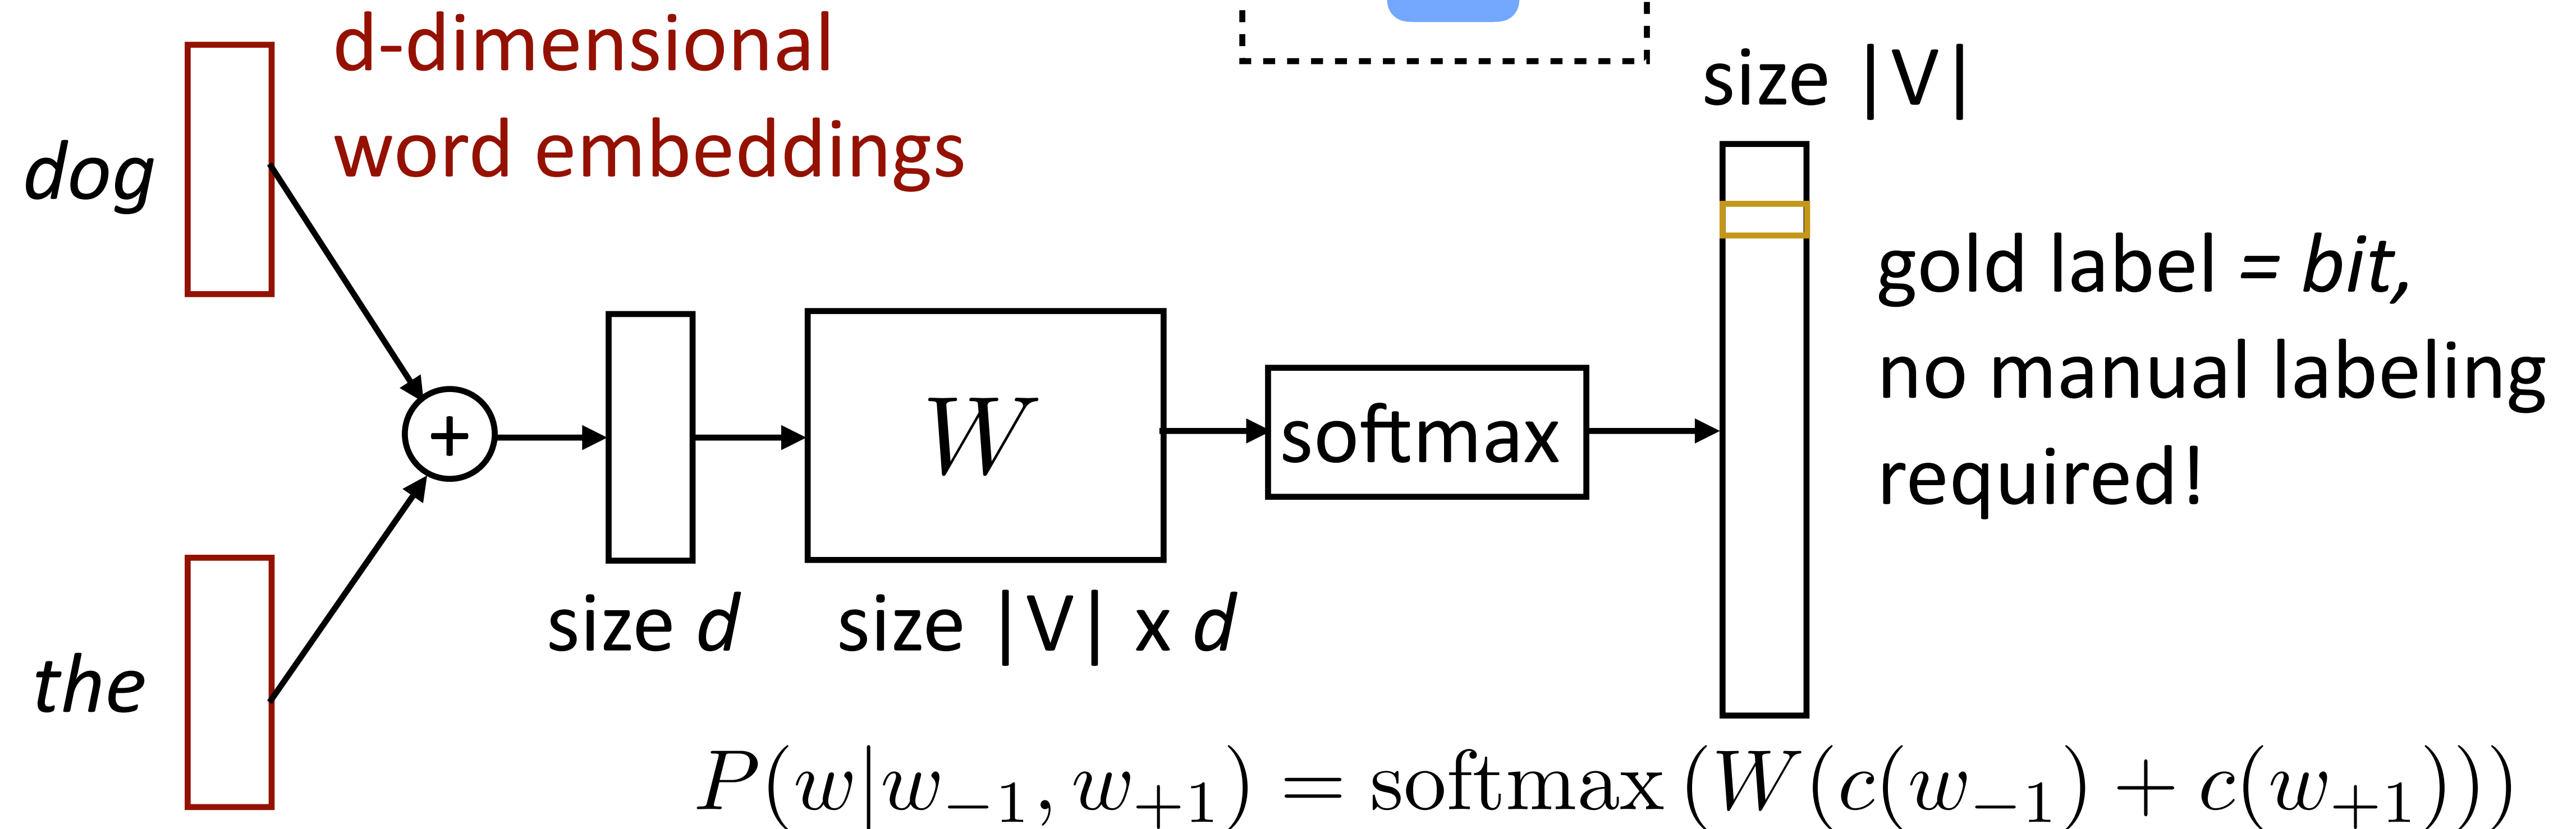 d-dimensional
word embeddings
dog
the
+
size d
W
size |V| x d
softmax
size |V|
gold label = bit,
no manual labeling
required!
P(w|w₋₁, w₊₁) = softmax (W(c(w₋₁) + c(w₊₁)))